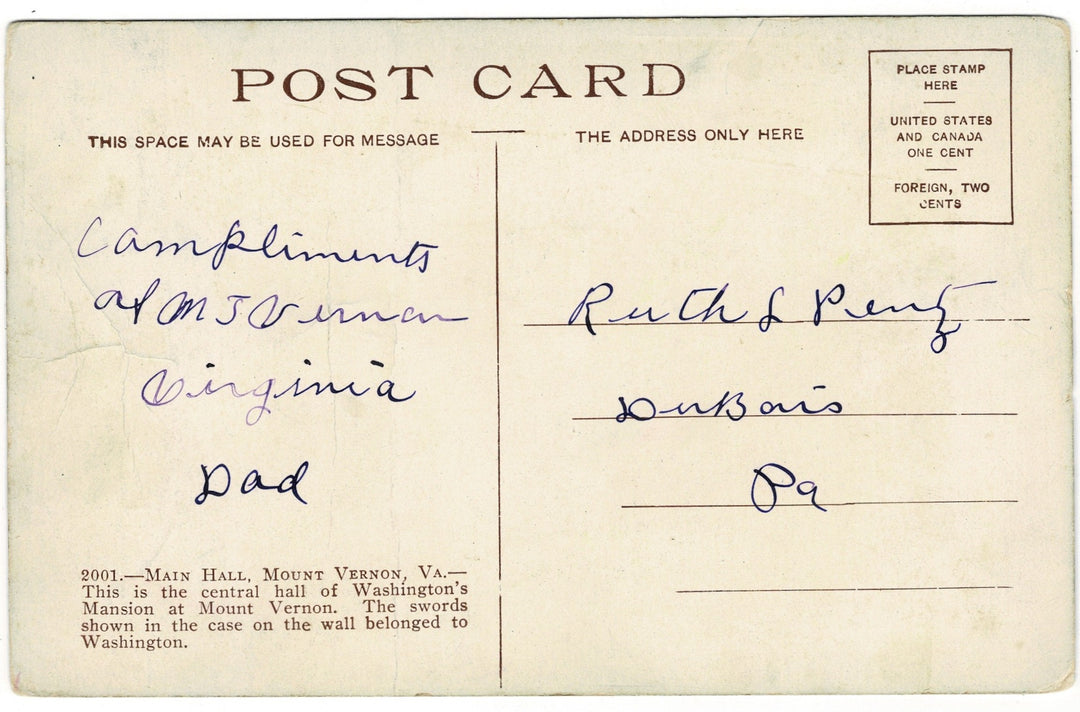 POST CARD
THIS SPACE MAY BE USED FOR MESSAGE
THE ADDRESS ONLY HERE
PLACE STAMP
HERE
UNITED STATES
AND CANADA
ONE CENT
FOREIGN, TWO
CENTS
Compliments
of Mt Vernon
Virginia
Dad
Ruth L Pentz
DuBois
Pa
2001.—MAIN HALL, MOUNT VERNON, VA.—
This is the central hall of Washington's
Mansion at Mount Vernon. The swords
shown in the case on the wall belonged to
Washington.